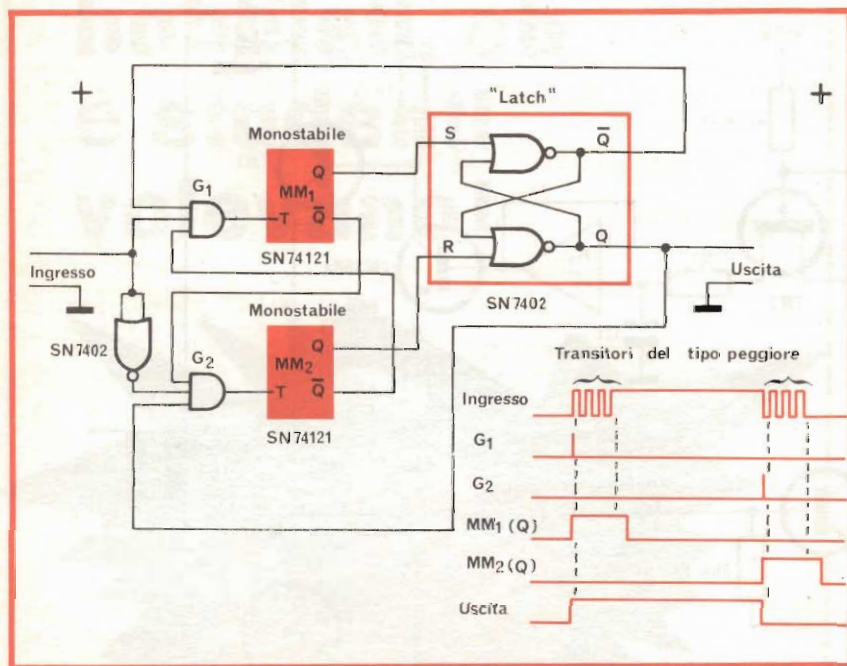 "Latch"
Monostabile
S
Q̅
G1
Q
MM1
T
Q̅
SN74121
Q
Ingresso
R
Uscita
SN7402
Monostabile
SN7402
G2
Q
MM2
T
Q̅
SN74121
Transitori del tipo peggiore
Ingresso
G1
G2
MM1(Q)
MM2(Q)
Uscita